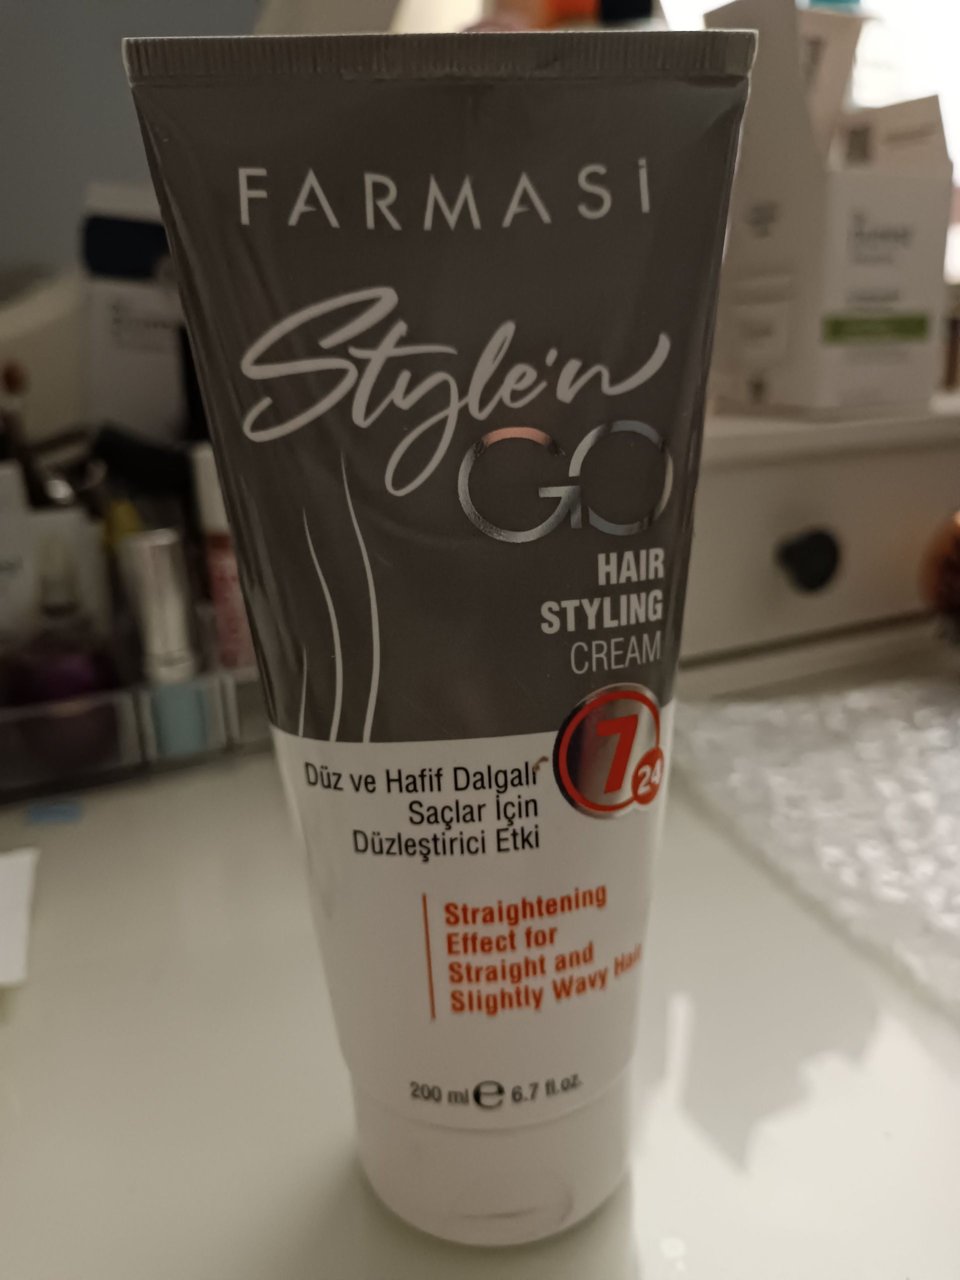 FARMASİ
Style'n
GO
HAIR
STYLING
CREAM
7
24
Düz ve Hafif Dalgalı
Saçlar İçin
Düzleştirici Etki
Straightening
Effect for
Straight and
Slightly Wavy Hair
200 ml e 6.7 fl.oz.